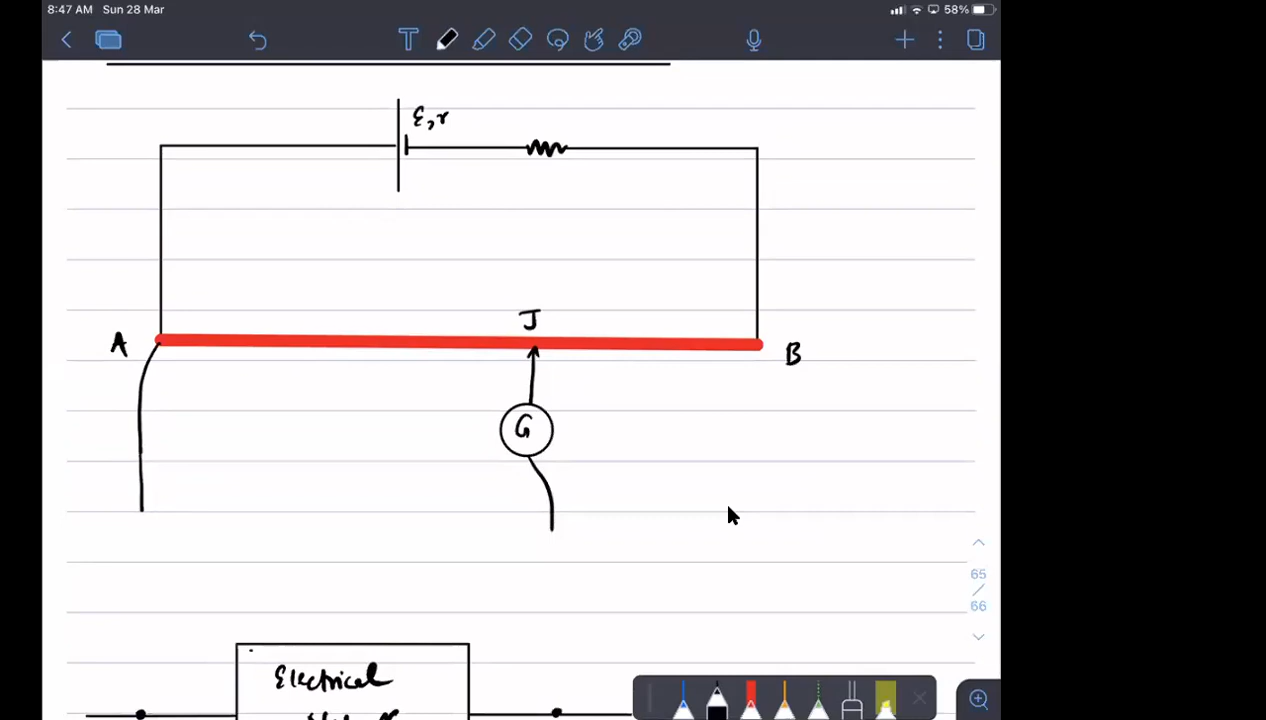 8:47 AM Sun 28 Mar
58%
T
ε, r
J
A
B
G
65
/
66
Electrical